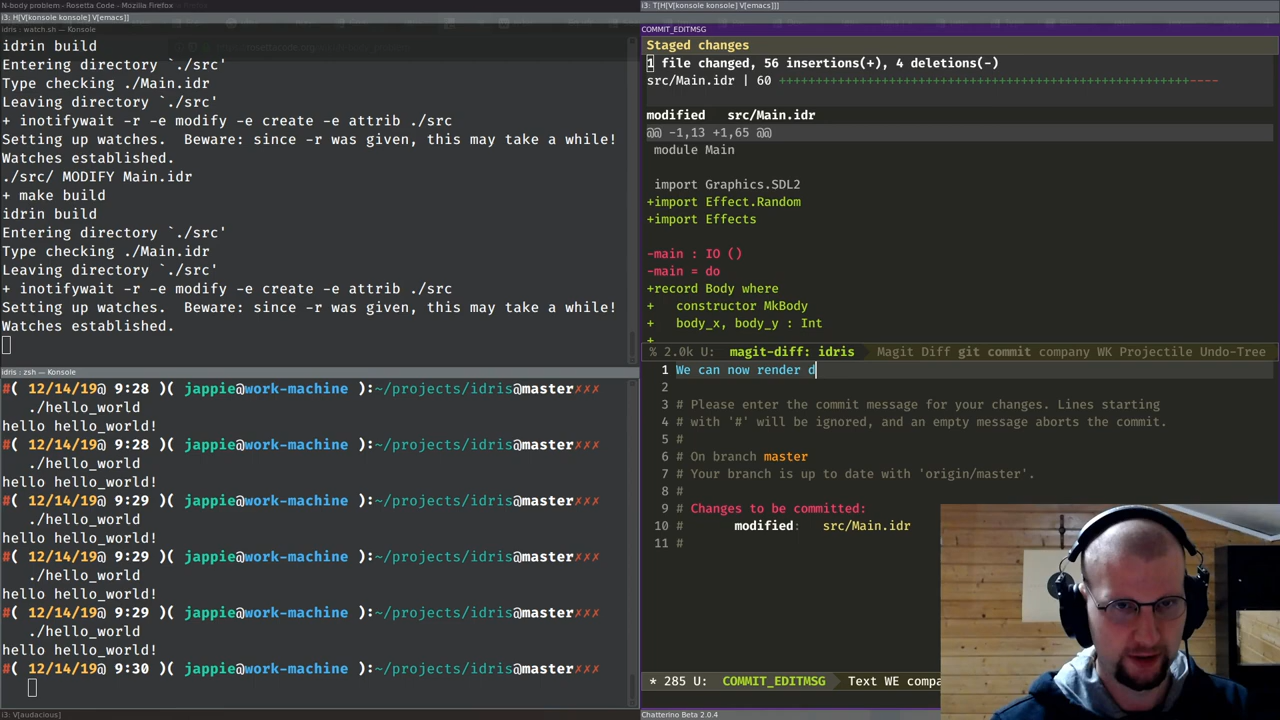 N-body problem - Rosetta Code - Mozilla Firefox
i3: H[V[konsole konsole] V[emacs]]
idris : watch.sh — Konsole
idrin build
Entering directory `./src'
Type checking ./Main.idr
Leaving directory `./src'
+ inotifywait -r -e modify -e create -e attrib ./src
Setting up watches.  Beware: since -r was given, this may take a while!
Watches established.
./src/ MODIFY Main.idr
+ make build
idrin build
Entering directory `./src'
Type checking ./Main.idr
Leaving directory `./src'
+ inotifywait -r -e modify -e create -e attrib ./src
Setting up watches.  Beware: since -r was given, this may take a while!
Watches established.
idris : zsh — Konsole
#( 12/14/19@ 9:28 )( jappie@work-machine ):~/projects/idris@master✗✗✗
./hello_world
hello hello_world!
#( 12/14/19@ 9:28 )( jappie@work-machine ):~/projects/idris@master✗✗✗
./hello_world
hello hello_world!
#( 12/14/19@ 9:29 )( jappie@work-machine ):~/projects/idris@master✗✗✗
./hello_world
hello hello_world!
#( 12/14/19@ 9:29 )( jappie@work-machine ):~/projects/idris@master✗✗✗
./hello_world
hello hello_world!
#( 12/14/19@ 9:29 )( jappie@work-machine ):~/projects/idris@master✗✗✗
./hello_world
hello hello_world!
#( 12/14/19@ 9:30 )( jappie@work-machine ):~/projects/idris@master✗✗✗
i3: V[audacious]
i3: T[H[V[konsole konsole] V[emacs]]]
COMMIT_EDITMSG
Staged changes
1 file changed, 56 insertions(+), 4 deletions(-)
src/Main.idr | 60 ++++++++++++++++++++++++++++++++++++++++++++++++++++++++----
modified   src/Main.idr
@@ -1,13 +1,65 @@
module Main
import Graphics.SDL2
+import Effect.Random
+import Effects
-main : IO ()
-main = do
+record Body where
+   constructor MkBody
+   body_x, body_y : Int
+
% 2.0k U:  magit-diff: idris  Magit Diff git commit company WK Projectile Undo-Tree
1 We can now render d
2
3 # Please enter the commit message for your changes. Lines starting
4 # with '#' will be ignored, and an empty message aborts the commit.
5 #
6 # On branch master
7 # Your branch is up to date with 'origin/master'.
8 #
9 # Changes to be committed:
10 #       modified:   src/Main.idr
11 #
* 285 U:  COMMIT_EDITMSG  Text WE compa
Chatterino Beta 2.0.4